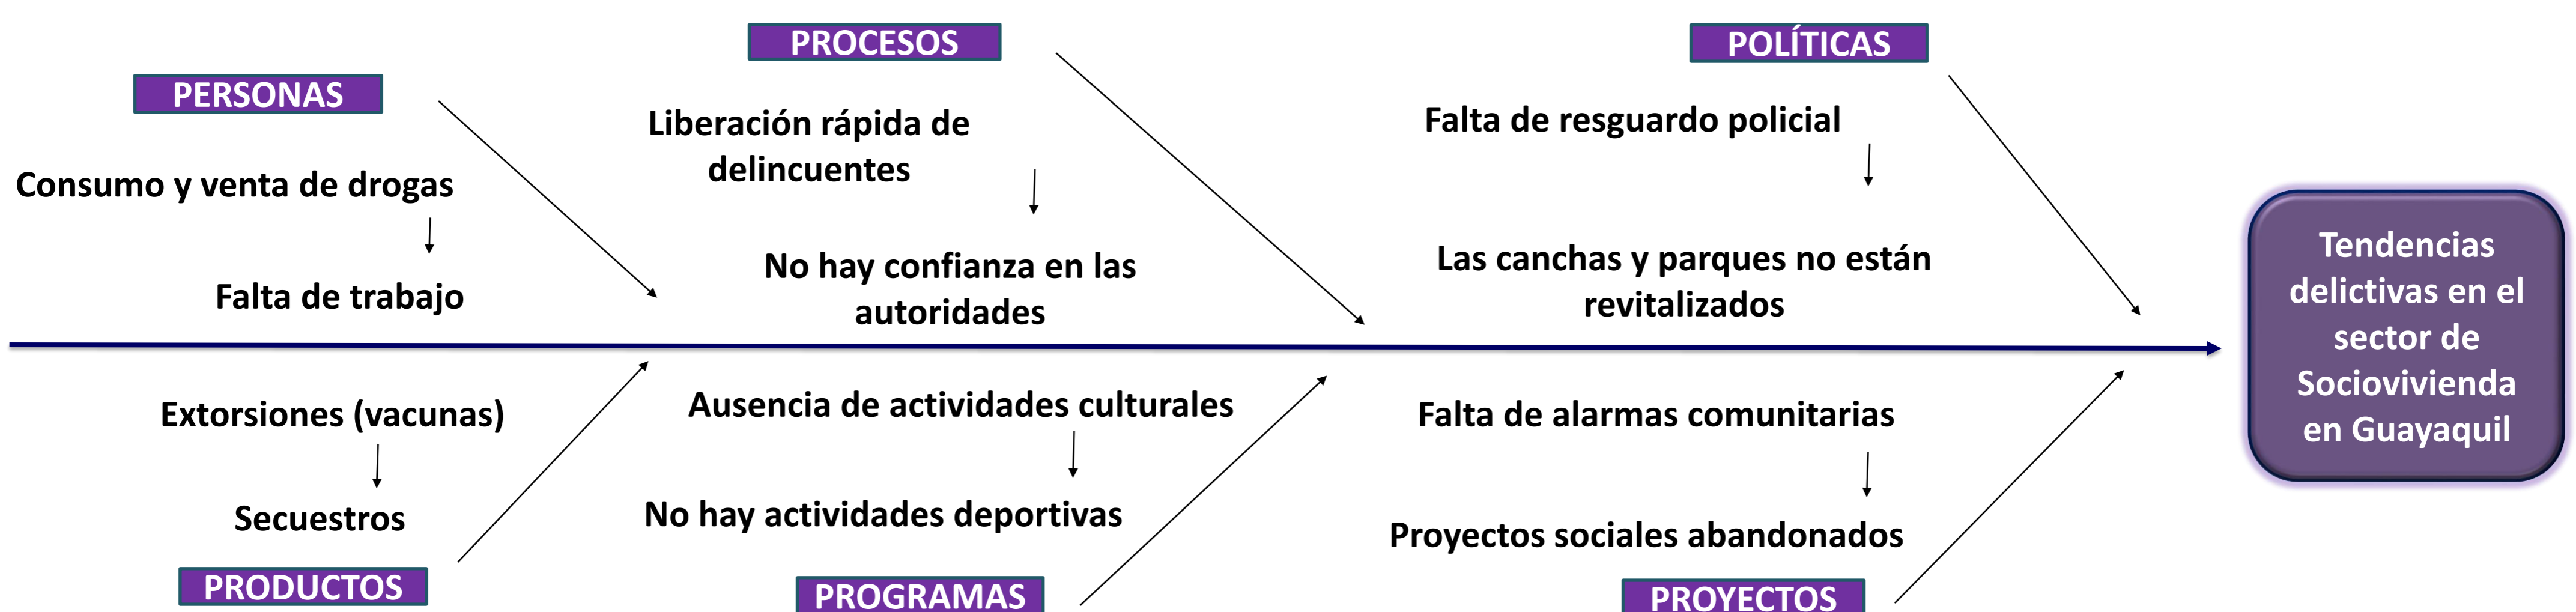 PERSONAS
Consumo y venta de drogas
Falta de trabajo
PROCESOS
Liberación rápida de
delincuentes
No hay confianza en las
autoridades
POLÍTICAS
Falta de resguardo policial
Las canchas y parques no están
revitalizados
Extorsiones (vacunas)
Secuestros
PRODUCTOS
Ausencia de actividades culturales
No hay actividades deportivas
PROGRAMAS
Falta de alarmas comunitarias
Proyectos sociales abandonados
PROYECTOS
Tendencias
delictivas en el
sector de
Sociovivienda
en Guayaquil